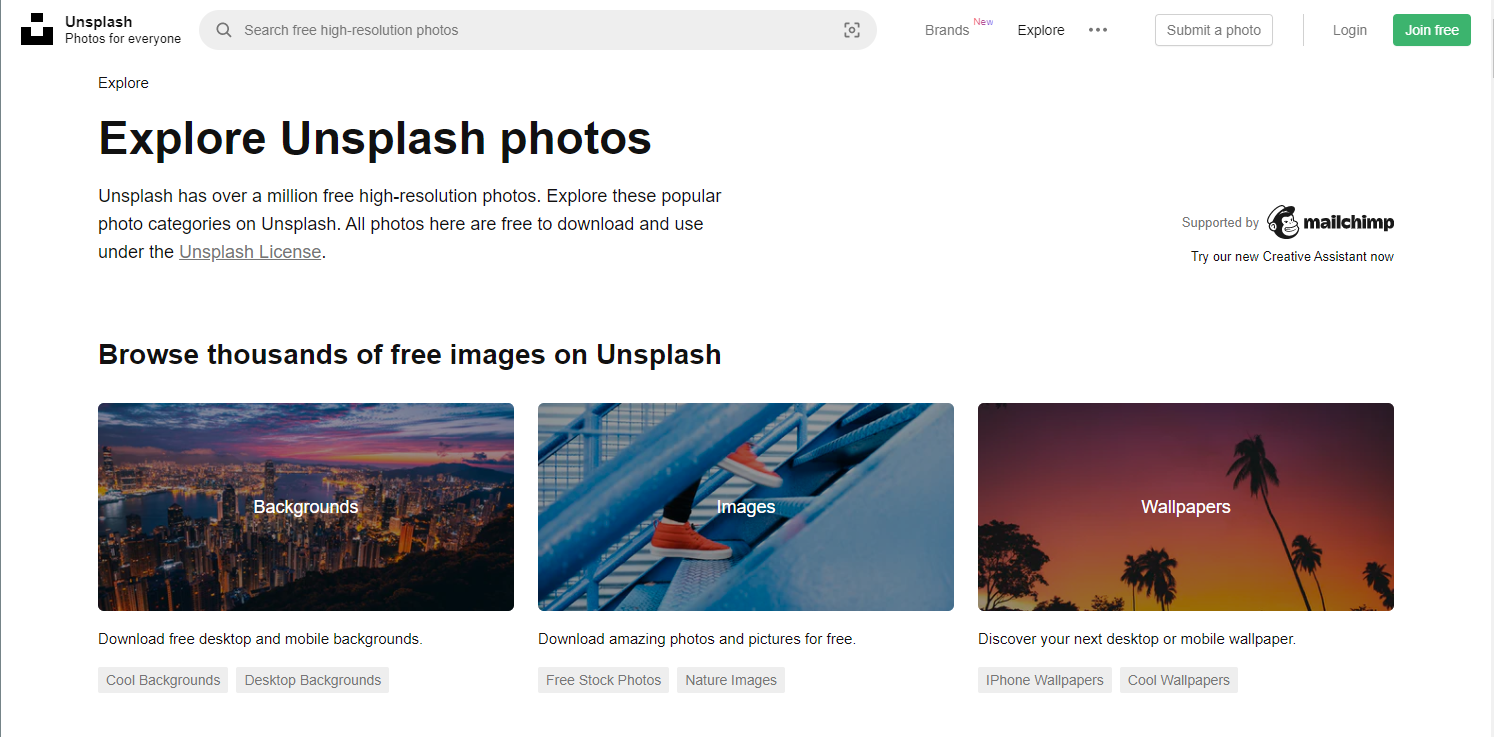 Unsplash
Photos for everyone
Search free high-resolution photos
Brands New
Explore
Submit a photo
Login
Join free
Explore
Explore Unsplash photos
Unsplash has over a million free high-resolution photos. Explore these popular
photo categories on Unsplash. All photos here are free to download and use
under the Unsplash License.
Supported by mailchimp
Try our new Creative Assistant now
Browse thousands of free images on Unsplash
Backgrounds
Images
Wallpapers
Download free desktop and mobile backgrounds.
Download amazing photos and pictures for free.
Discover your next desktop or mobile wallpaper.
Cool Backgrounds
Desktop Backgrounds
Free Stock Photos
Nature Images
IPhone Wallpapers
Cool Wallpapers